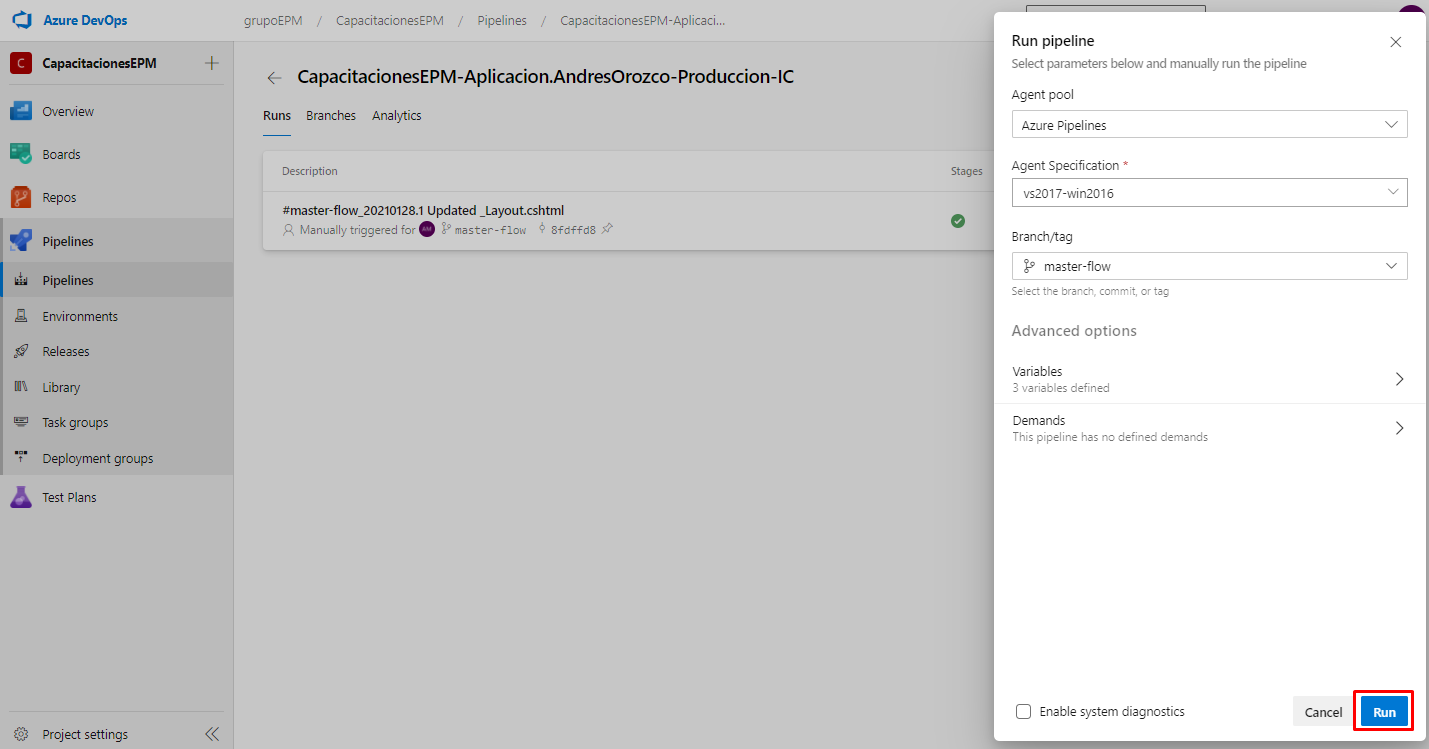 Azure DevOps
grupoEPM / CapacitacionesEPM / Pipelines / CapacitacionesEPM-Aplicaci...
C CapacitacionesEPM
Overview
Boards
Repos
Pipelines
Pipelines
Environments
Releases
Library
Task groups
Deployment groups
Test Plans
Project settings
CapacitacionesEPM-Aplicacion.AndresOrozco-Produccion-IC
Runs Branches Analytics
Description Stages
#master-flow_20210128.1 Updated _Layout.cshtml
Manually triggered for AM master-flow 8fdffd8
Run pipeline
Select parameters below and manually run the pipeline
Agent pool
Azure Pipelines
Agent Specification *
vs2017-win2016
Branch/tag
master-flow
Select the branch, commit, or tag
Advanced options
Variables
3 variables defined
Demands
This pipeline has no defined demands
Enable system diagnostics
Cancel Run